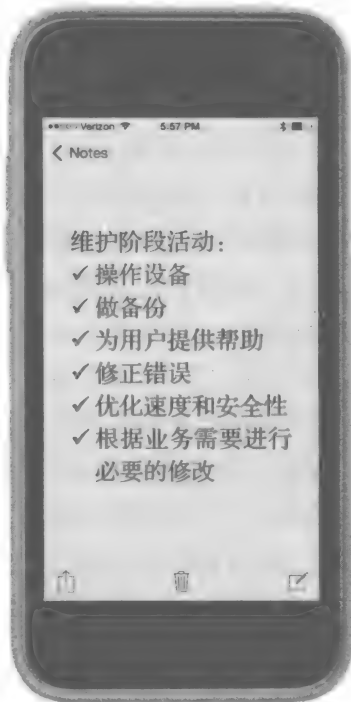 Verizon 5:57 PM
< Notes
维护阶段活动：
✓ 操作设备
✓ 做备份
✓ 为用户提供帮助
✓ 修正错误
✓ 优化速度和安全性
✓ 根据业务需要进行
必要的修改